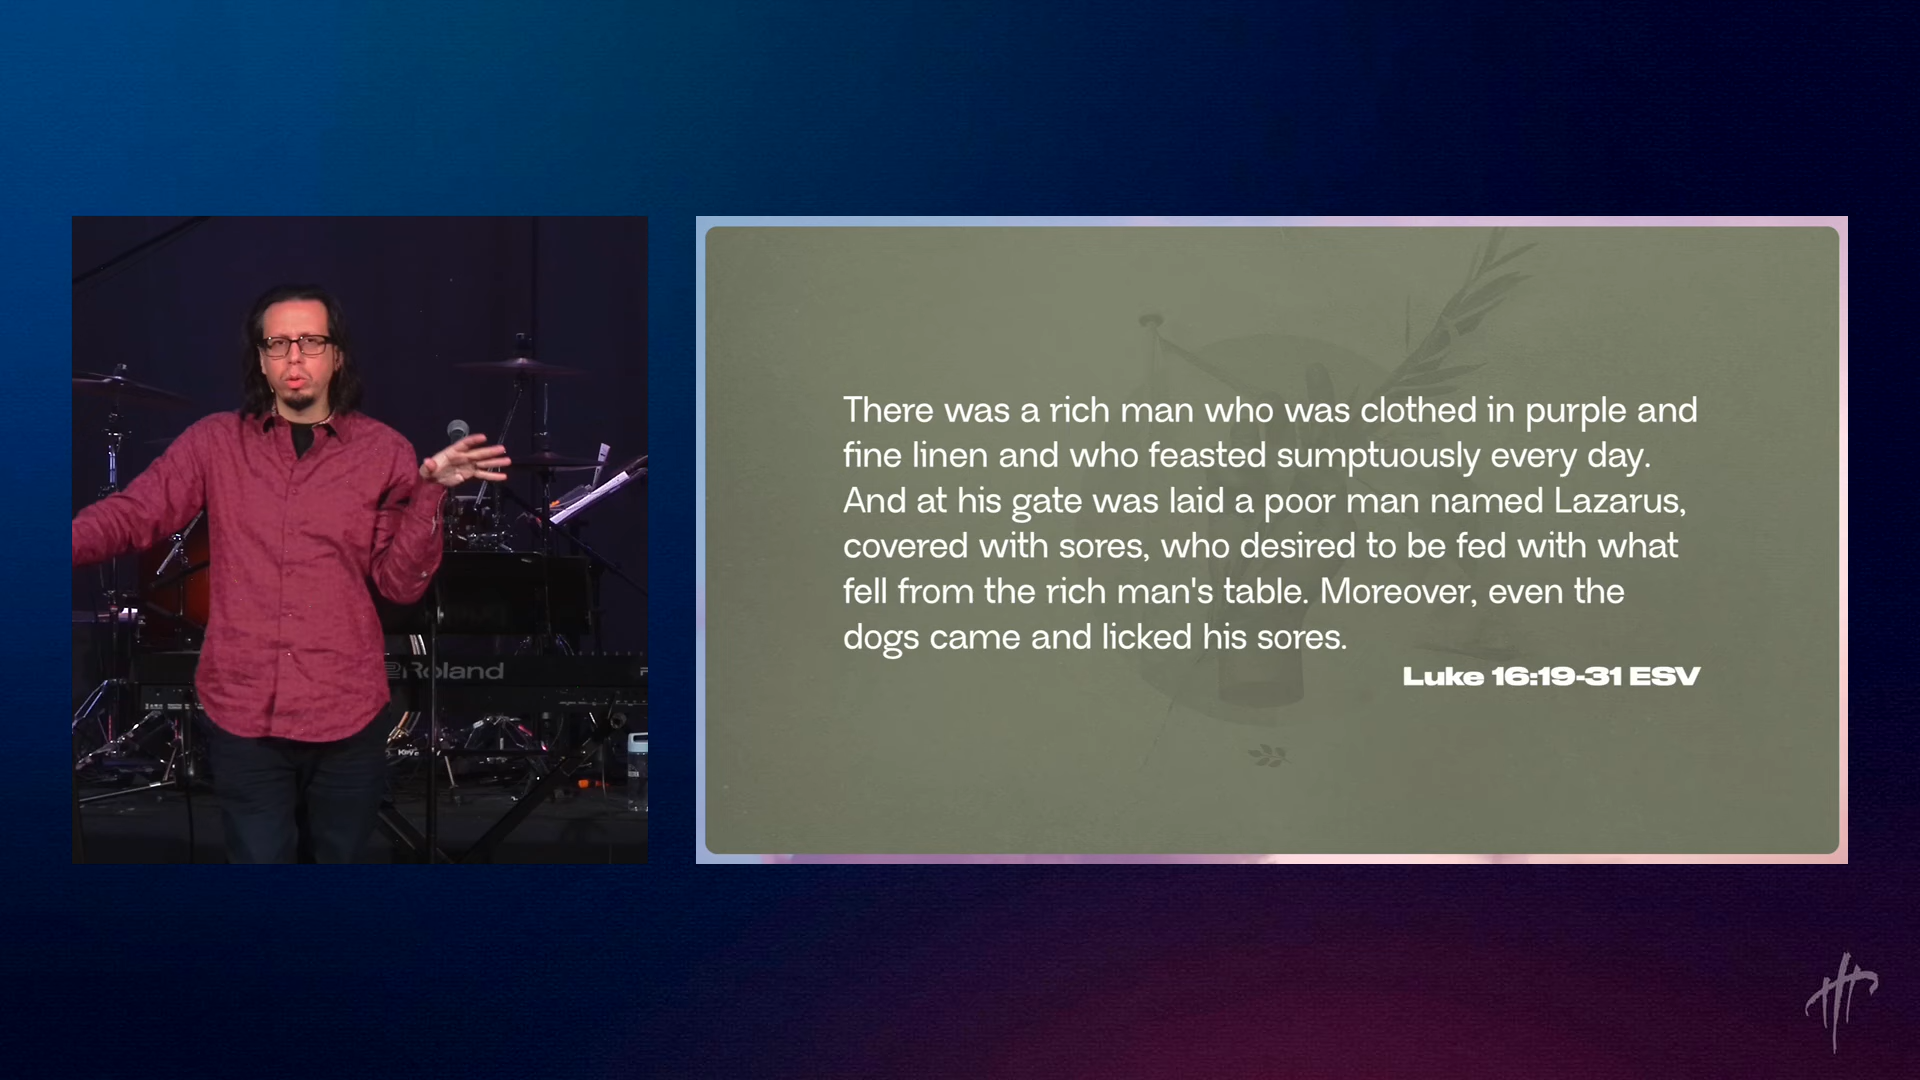 There was a rich man who was clothed in purple and
fine linen and who feasted sumptuously every day.
And at his gate was laid a poor man named Lazarus,
covered with sores, who desired to be fed with what
fell from the rich man's table. Moreover, even the
dogs came and licked his sores.
Luke 16:19-31 ESV
Roland